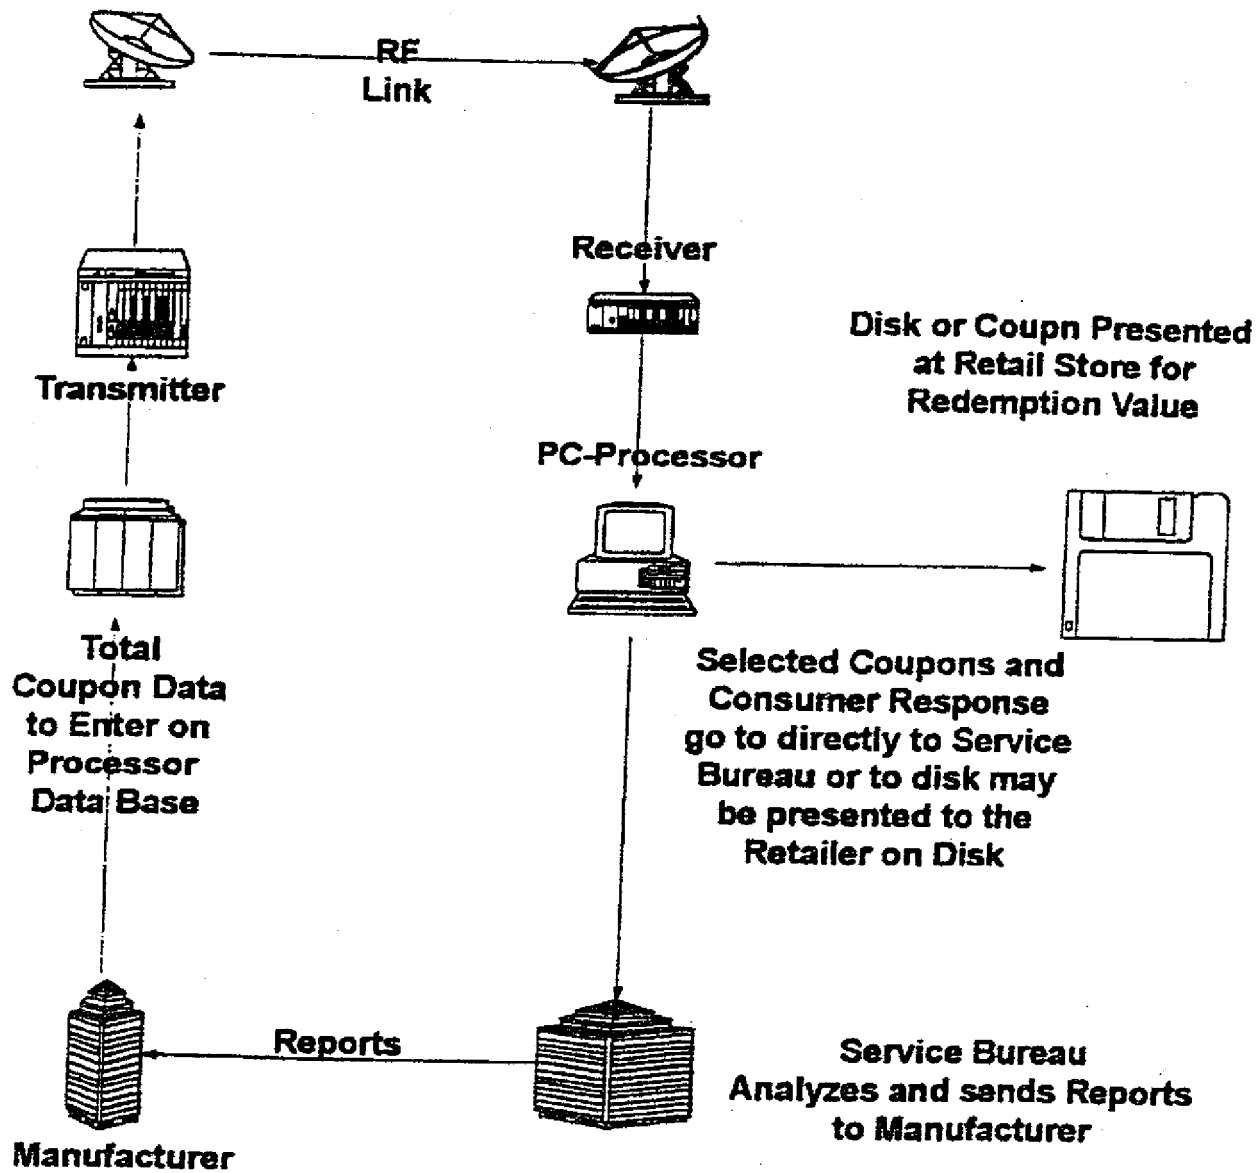 RF
Link
Receiver
Disk or Coupn Presented
at Retail Store for
Redemption Value
Transmitter
PC-Processor
Total
Coupon Data
to Enter on
Processor
Data Base
Selected Coupons and
Consumer Response
go to directly to Service
Bureau or to disk may
be presented to the
Retailer on Disk
Reports
Service Bureau
Analyzes and sends Reports
to Manufacturer
Manufacturer